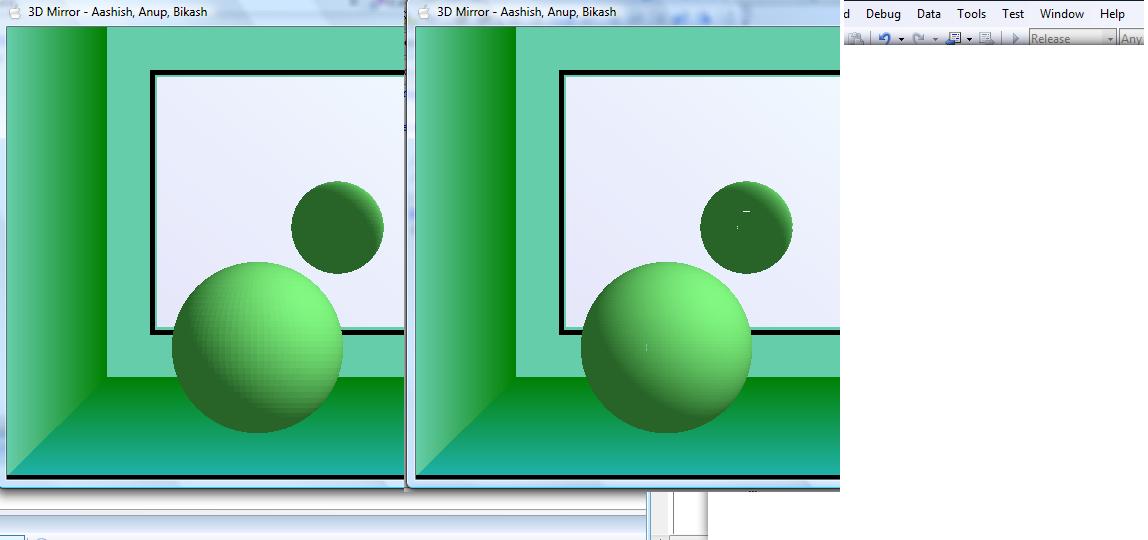 3D Mirror - Aashish, Anup, Bikash
3D Mirror - Aashish, Anup, Bikash
d Debug Data Tools Test Window Help
Release Any